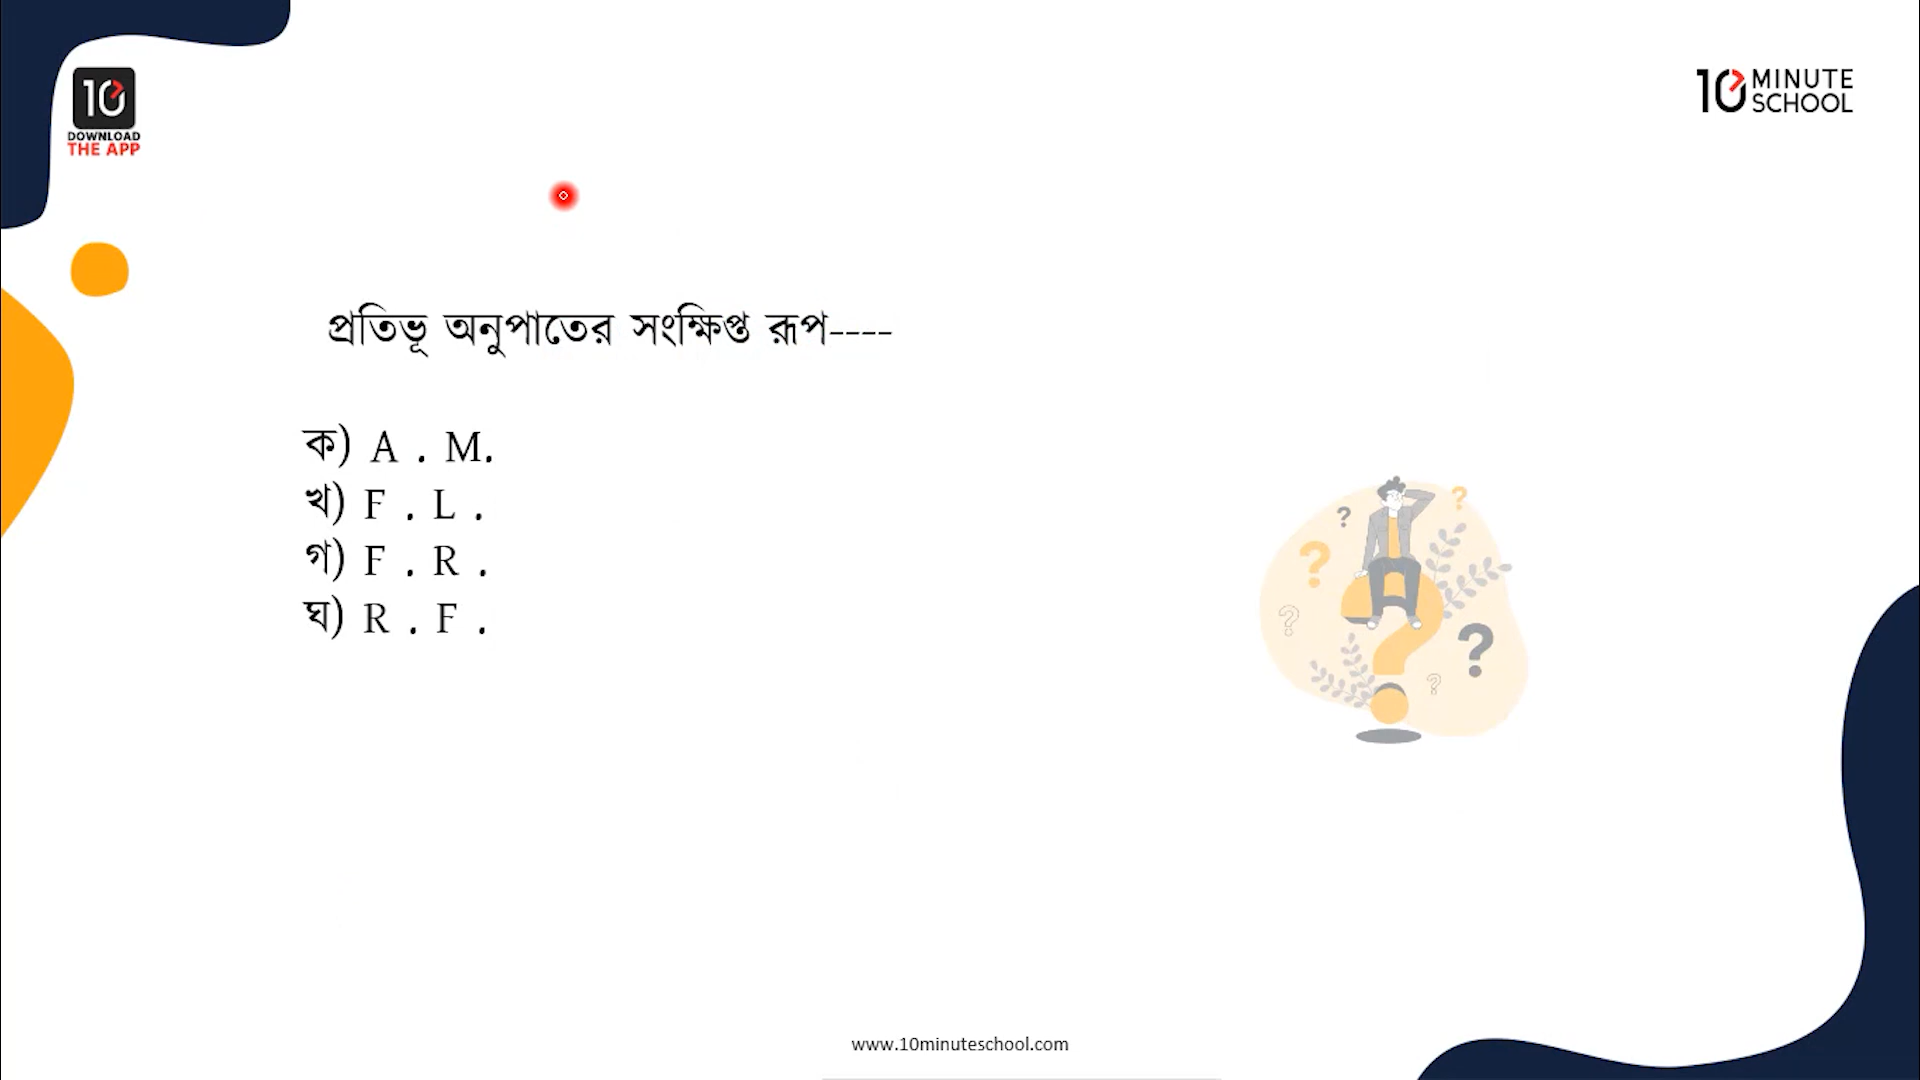 10
DOWNLOAD
THE APP
10 MINUTE
SCHOOL
প্রতিভূ অনুপাতের সংক্ষিপ্ত রূপ----
ক) A . M.
খ) F . L .
গ) F . R .
ঘ) R . F .
www.10minuteschool.com